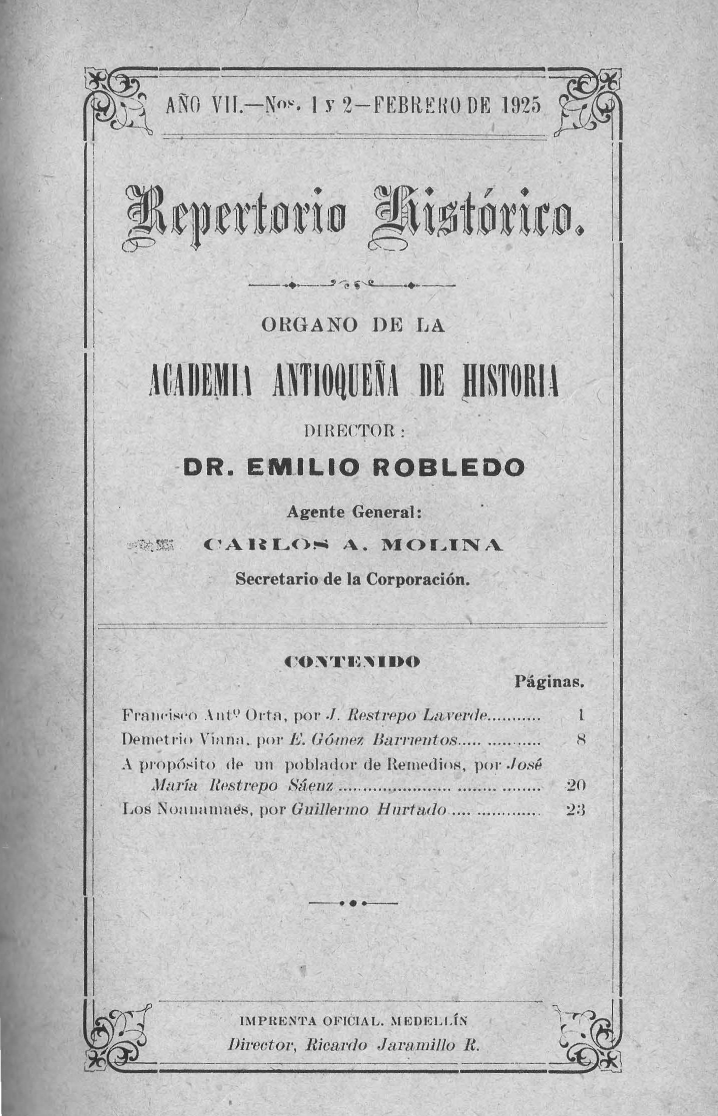 AÑO VII.—Nos. 1 y 2—FEBRERO DE 1925
Repertorio Histórico.
ORGANO DE LA
ACADEMIA ANTIOQUEÑA DE HISTORIA
DIRECTOR:
DR. EMILIO ROBLEDO
Agente General:
CARLOS A. MOLINA
Secretario de la Corporación.
CONTENIDO
Páginas.
Francisco Antº Orta, por J. Restrepo Laverde........... 1
Demetrio Viana, por E. Gómez Barrientos..... ........... 8
A propósito de un poblador de Remedios, por José
María Restrepo Sáenz ........................ ........ ........ 20
Los Noanamaes, por Guillermo Hurtado .... .............. 23
IMPRENTA OFICIAL. MEDELLÍN
Director, Ricardo Jaramillo R.